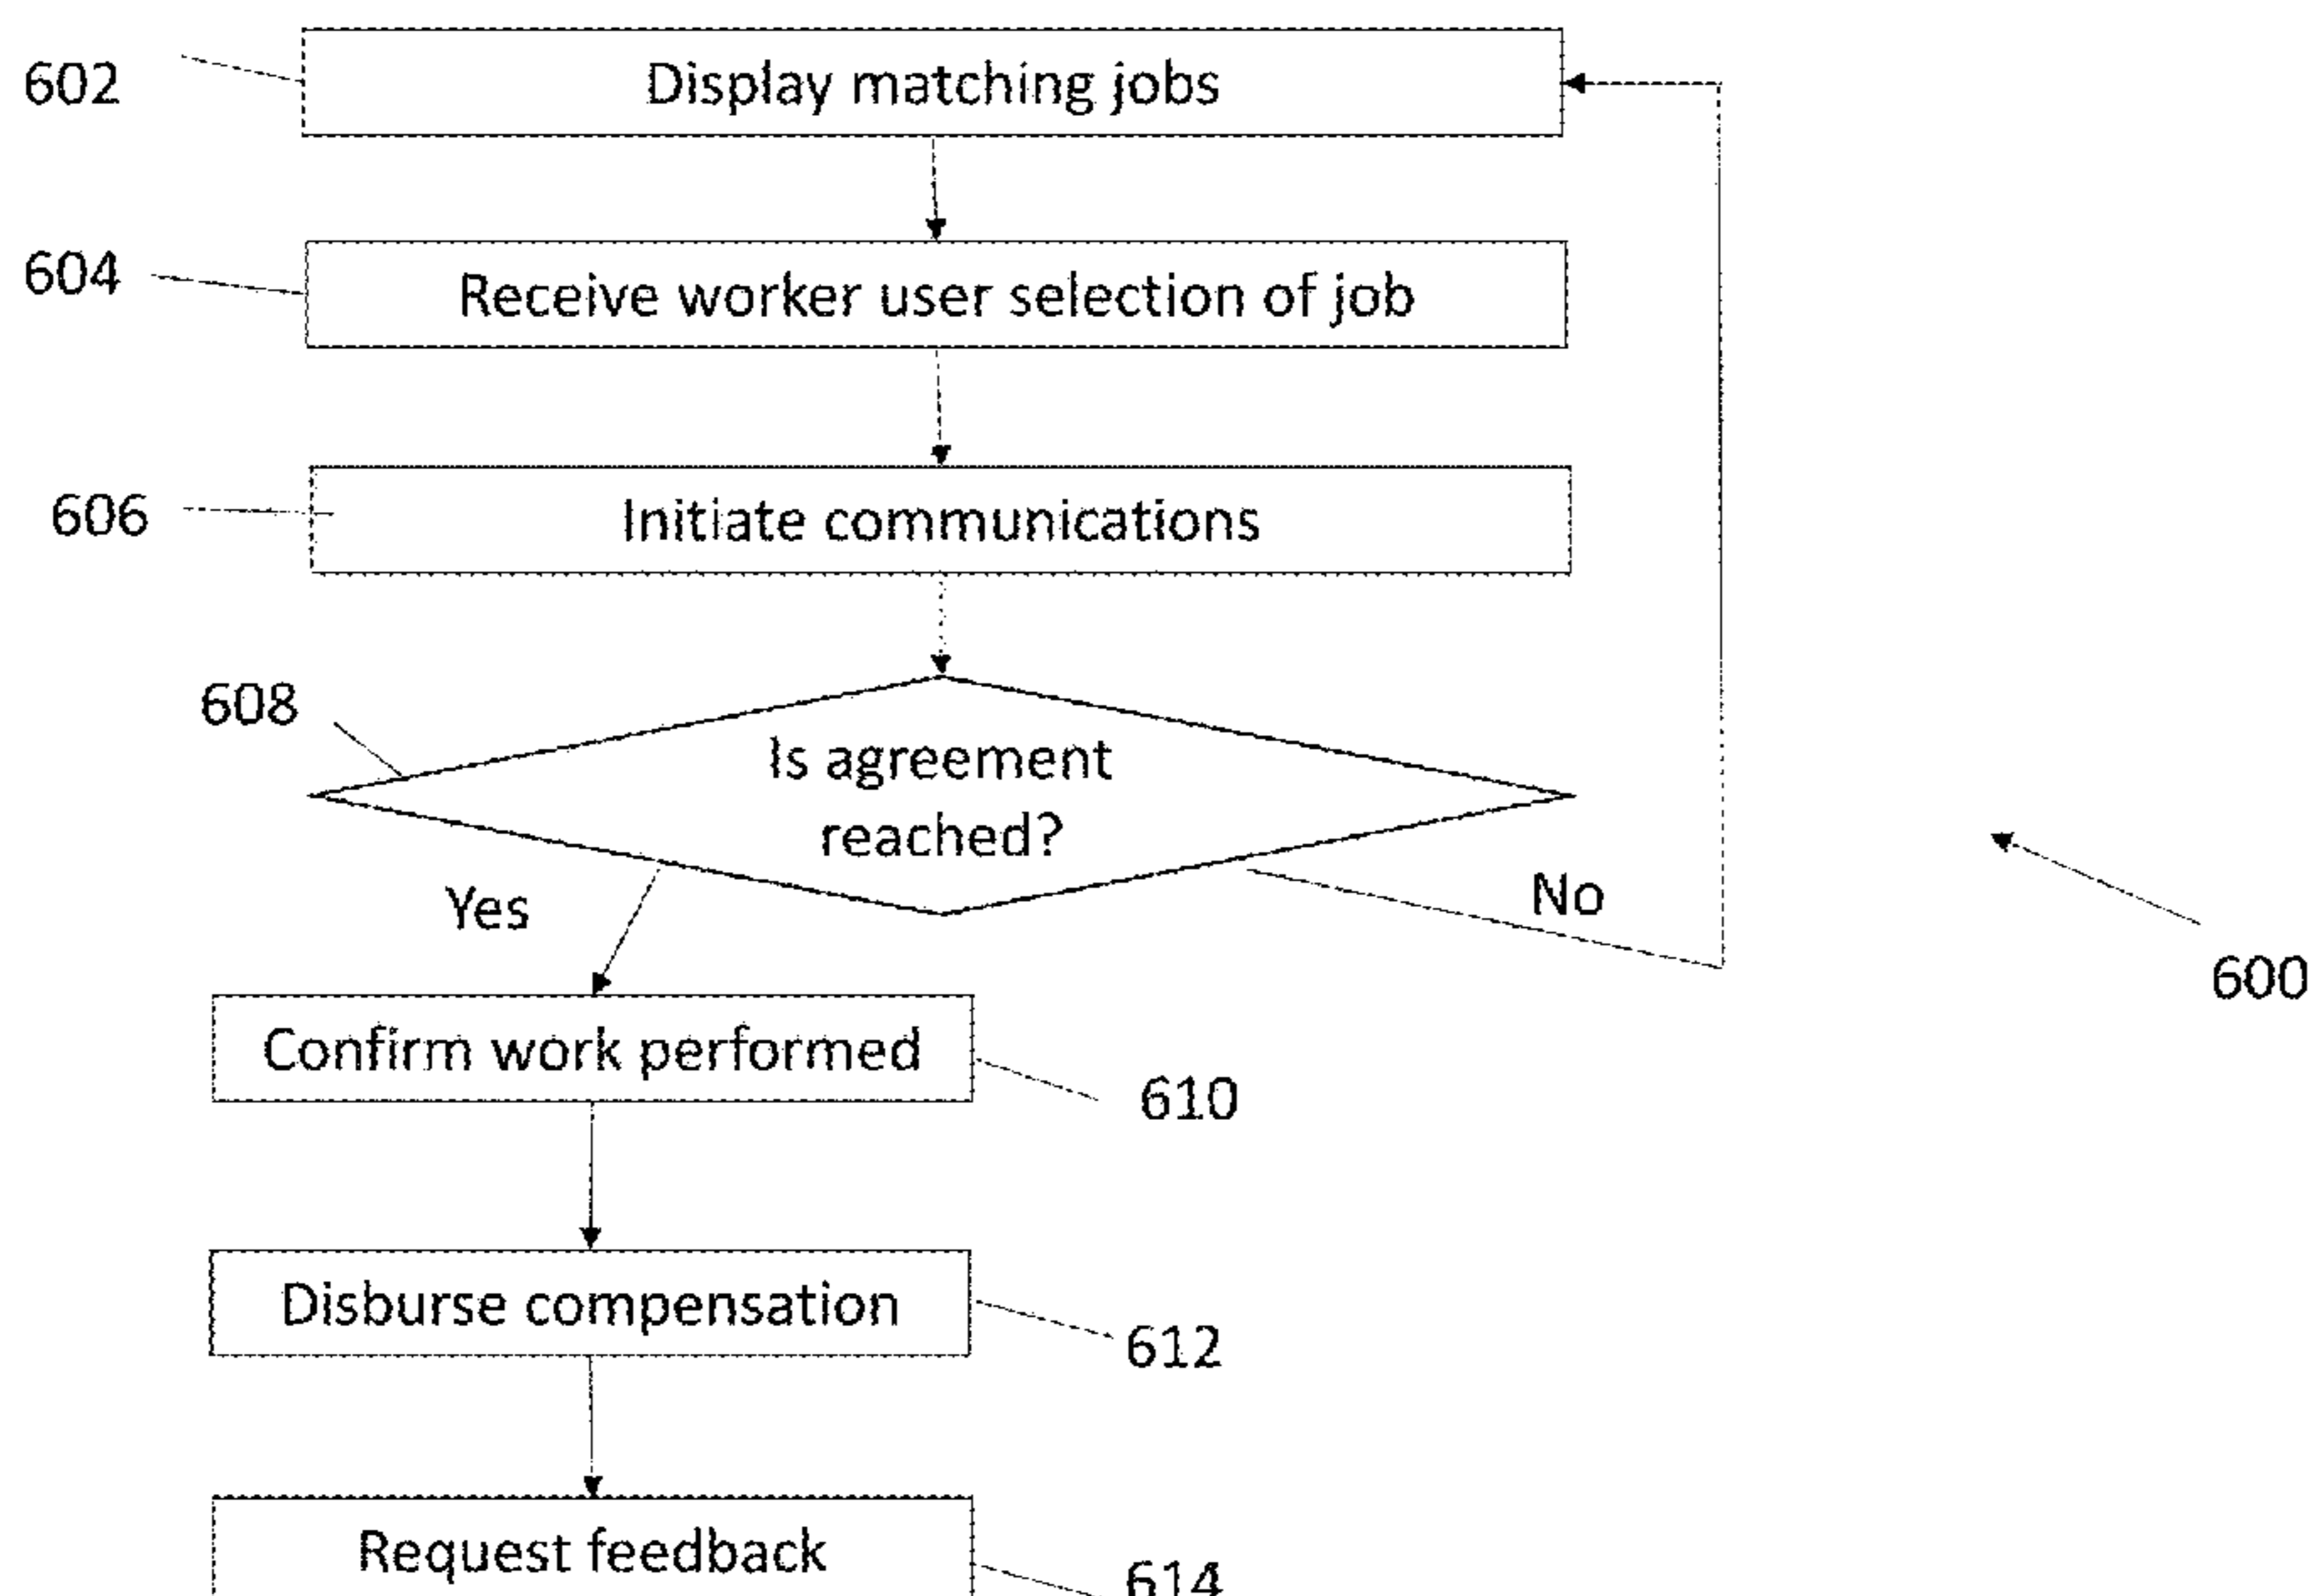 602
Display matching jobs
604
Receive worker user selection of job
606
Initiate communications
608
Is agreement
reached?
Yes
No
600
Confirm work performed
610
Disburse compensation
612
Request feedback
614